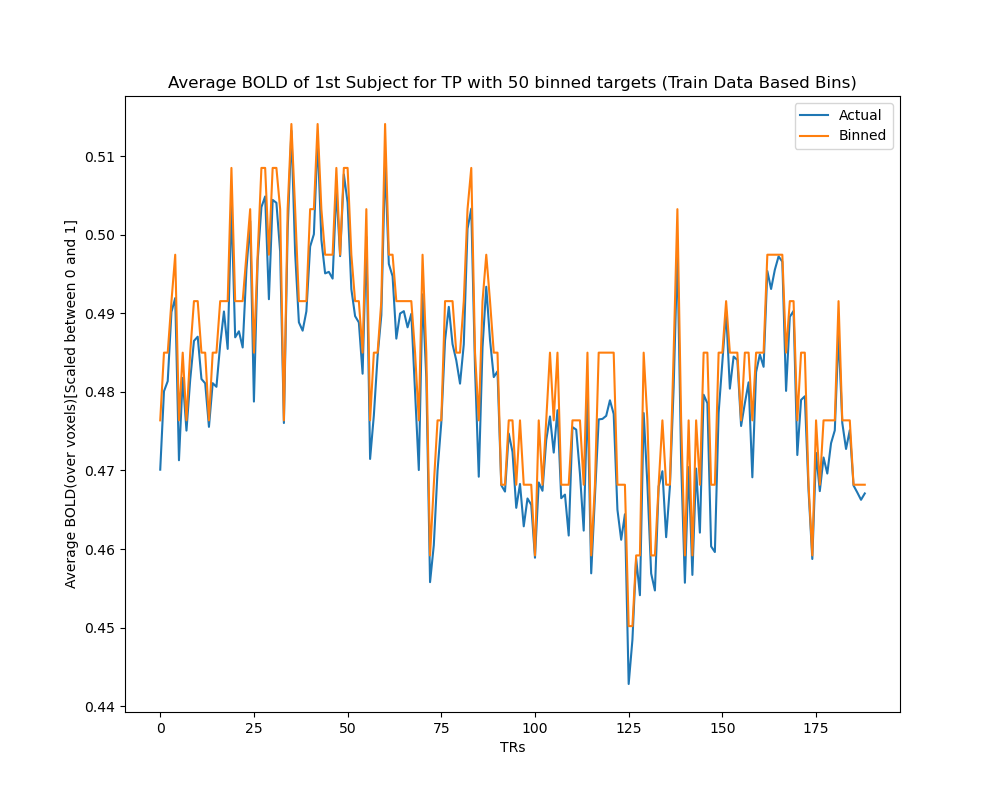 Average BOLD of 1st Subject for TP with 50 binned targets (Train Data Based Bins)
Actual
Binned
Average BOLD(over voxels)[Scaled between 0 and 1]
0.51
0.50
0.49
0.48
0.47
0.46
0.45
0.44
0 25 50 75 100 125 150 175
TRs